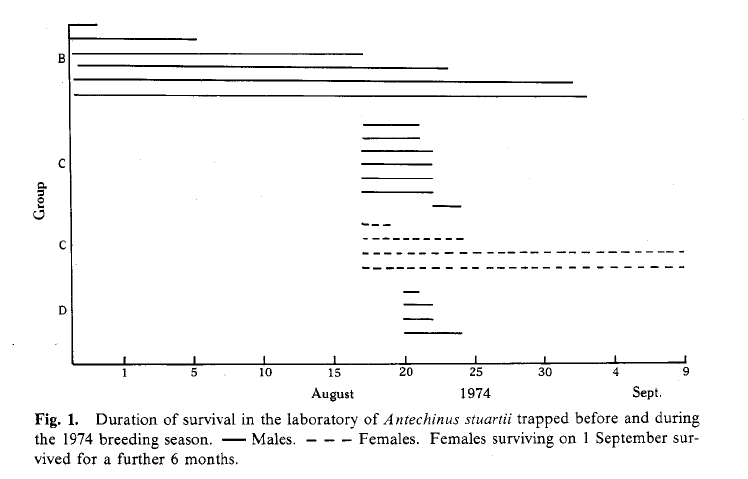 B
C
Group
C
D
1 5 10 15 20 25 30 4 9
August 1974 Sept.
Fig. 1. Duration of survival in the laboratory of Antechinus stuartii trapped before and during
the 1974 breeding season. — Males. – – – Females. Females surviving on 1 September sur-
vived for a further 6 months.